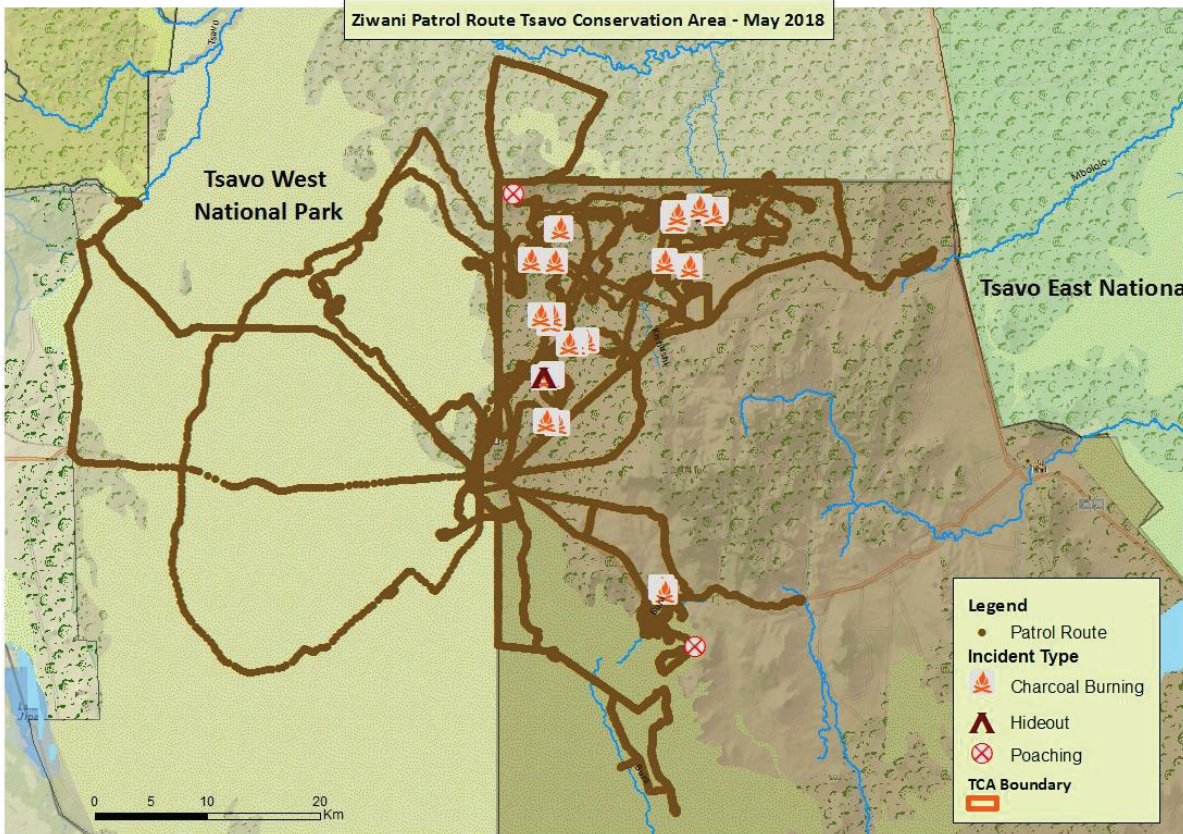 Ziwani Patrol Route Tsavo Conservation Area - May 2018
Tsavo
Mbololo
Tsavo West
National Park
Tsavo East Nationa
Legend
Patrol Route
Incident Type
Charcoal Burning
Hideout
Poaching
TCA Boundary
0 5 10 20
Km